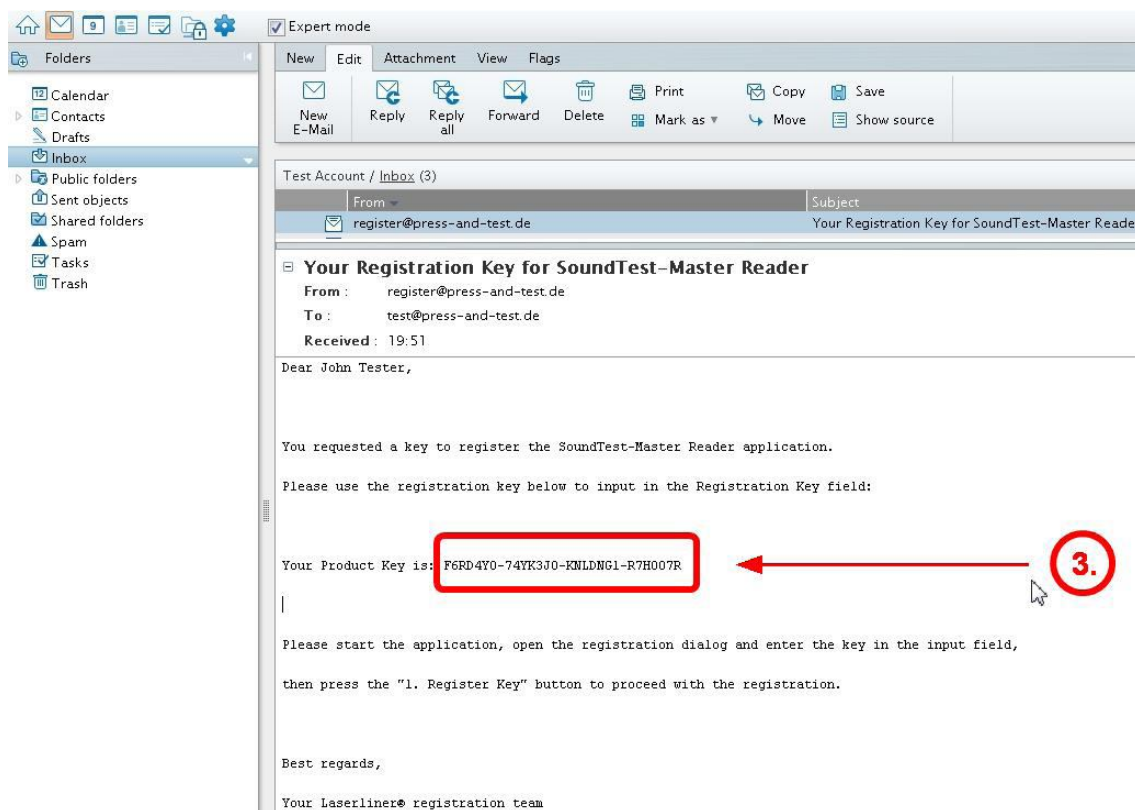 9
Expert mode
Folders
New Edit Attachment View Flags
New E-Mail
Reply
Reply all
Forward
Delete
Print
Copy
Save
Mark as
Move
Show source
12 Calendar
Contacts
Drafts
Inbox
Public folders
Sent objects
Shared folders
Spam
Tasks
Trash
Test Account / Inbox (3)
From Subject
register@press-and-test.de Your Registration Key for SoundTest-Master Reade
Your Registration Key for SoundTest-Master Reader
From : register@press-and-test.de
To : test@press-and-test.de
Received : 19:51
Dear John Tester,
You requested a key to register the SoundTest-Master Reader application.
Please use the registration key below to input in the Registration Key field:
Your Product Key is: F6RD4Y0-74YK3J0-KNLDNG1-R7H007R
3.
Please start the application, open the registration dialog and enter the key in the input field,
then press the "1. Register Key" button to proceed with the registration.
Best regards,
Your Laserliner® registration team